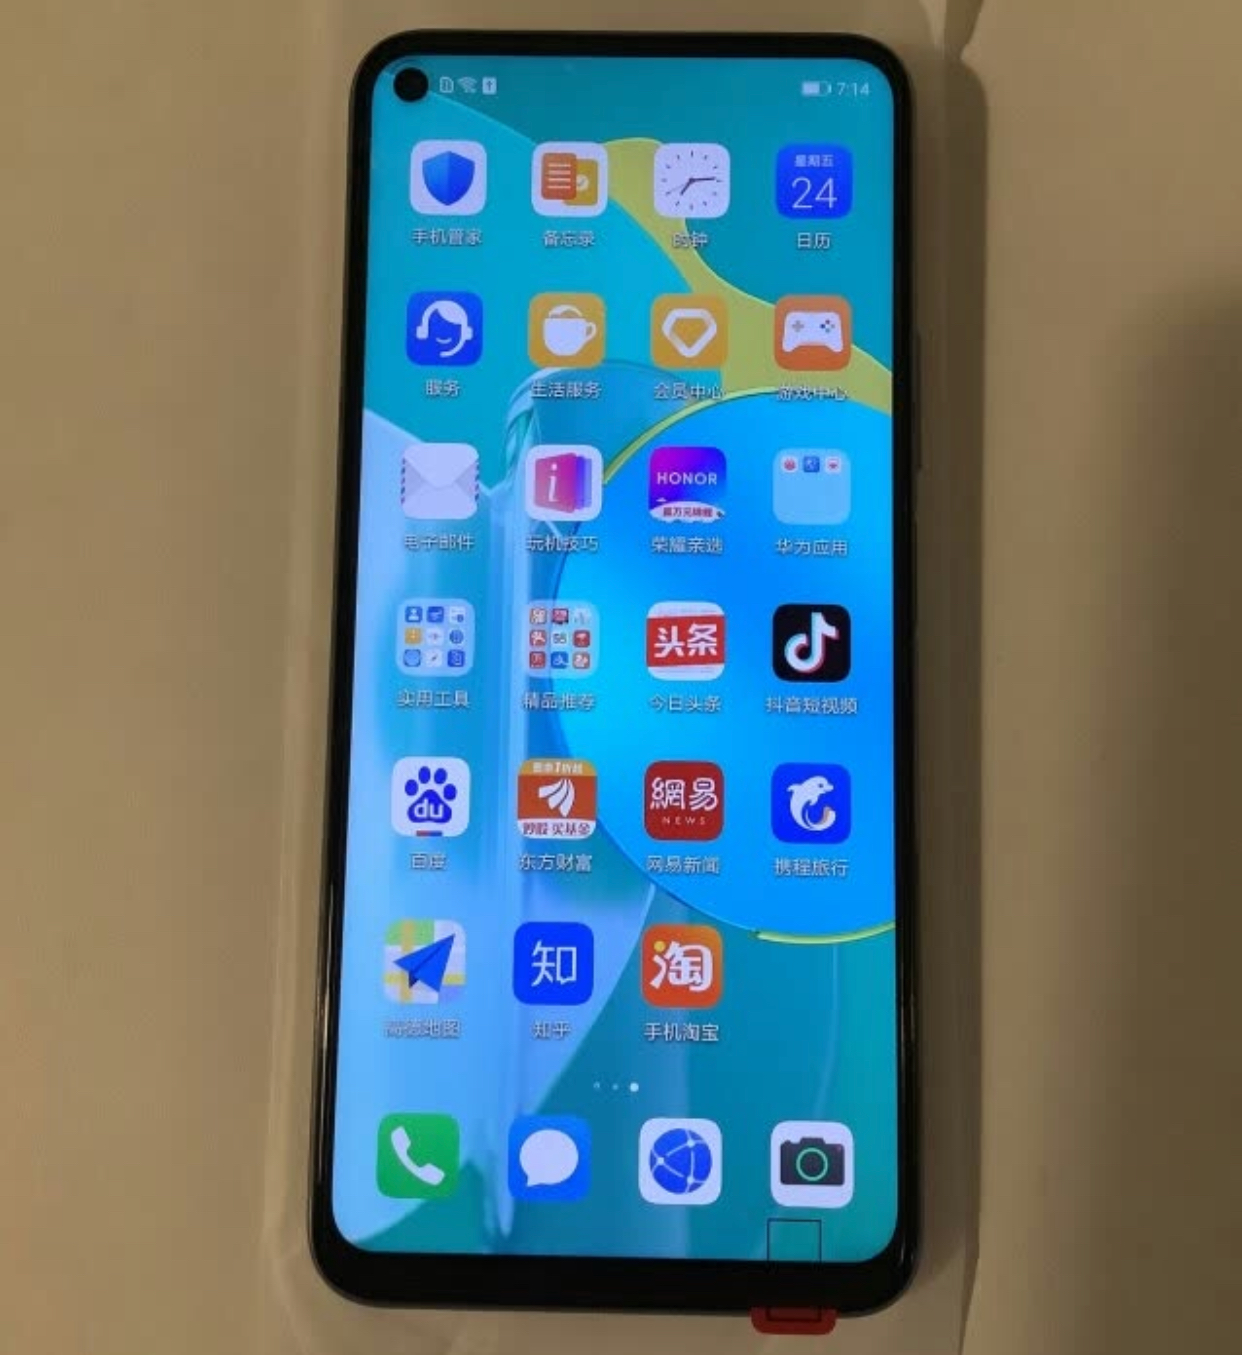 7:14
星期五
24
手机管家
备忘录
时钟
日历
服务
生活服务
会员中心
游戏中心
i
HONOR
电子邮件
玩机技巧
荣耀亲选
华为应用
头条
实用工具
精品推荐
今日头条
抖音短视频
du
炒股 买基金
網易
NEWS
百度
东方财富
网易新闻
携程旅行
知
淘
高德地图
知乎
手机淘宝